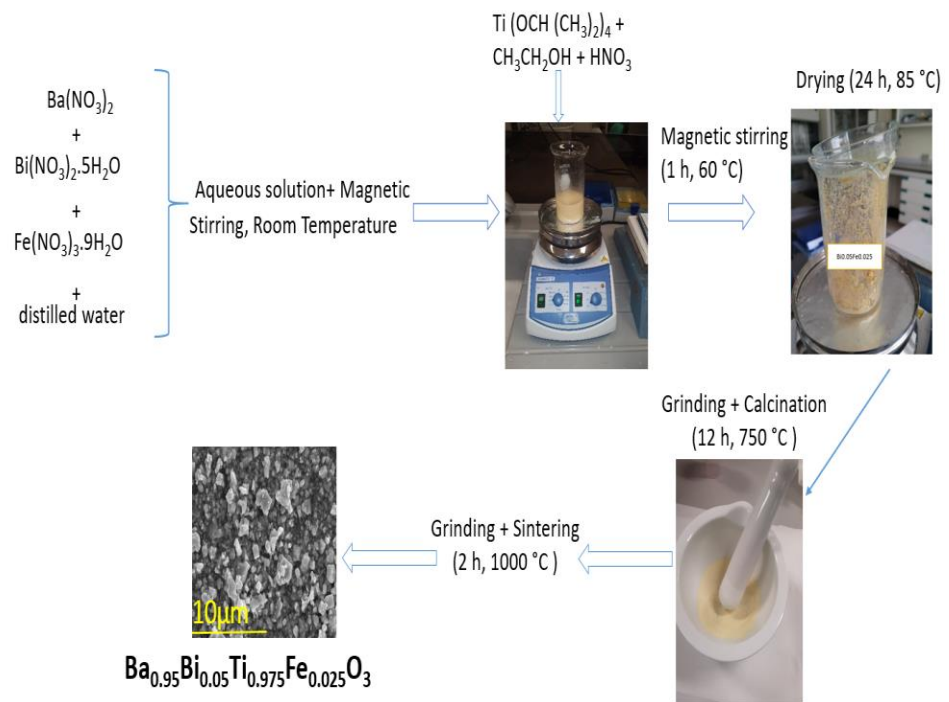 Ba(NO₃)₂
+
Bi(NO₃)₂.5H₂O
+
Fe(NO₃)₃.9H₂O
+
distilled water
Aqueous solution+ Magnetic
Stirring, Room Temperature
Ti (OCH (CH₃)₂)₄ +
CH₃CH₂OH + HNO₃
Magnetic stirring
(1 h, 60 °C)
Drying (24 h, 85 °C)
Bi0.05Fe0.025
Grinding + Calcination
(12 h, 750 °C )
Grinding + Sintering
(2 h, 1000 °C )
10μm
Ba₀.₉₅Bi₀.₀₅Ti₀.₉₇₅Fe₀.₀₂₅O₃